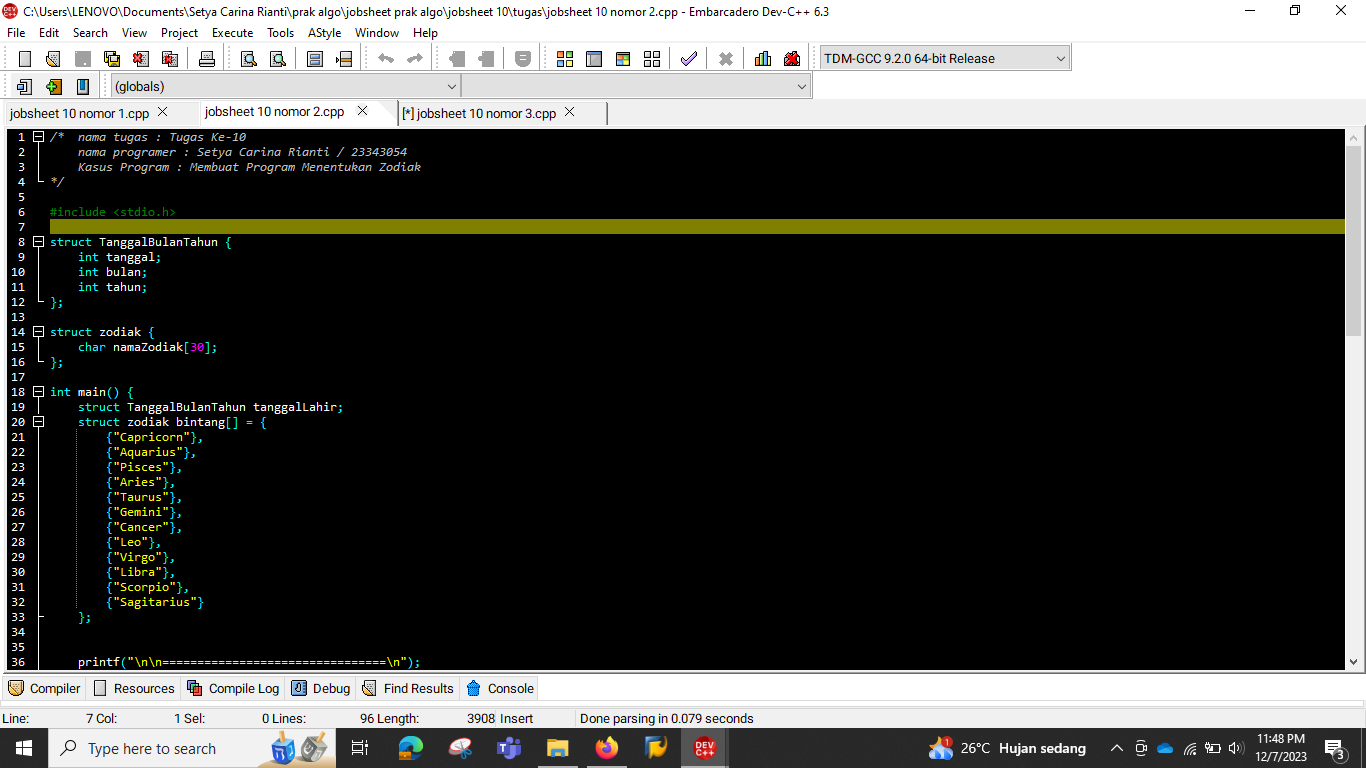 C:\Users\LENOVO\Documents\Setya Carina Rianti\prak algo\jobsheet prak algo\jobsheet 10\tugas\jobsheet 10 nomor 2.cpp - Embarcadero Dev-C++ 6.3
File Edit Search View Project Execute Tools AStyle Window Help
TDM-GCC 9.2.0 64-bit Release
(globals)
jobsheet 10 nomor 1.cpp jobsheet 10 nomor 2.cpp [*] jobsheet 10 nomor 3.cpp
1 /* nama tugas : Tugas Ke-10
2 nama programer : Setya Carina Rianti / 23343054
3 Kasus Program : Membuat Program Menentukan Zodiak
4 */
5
6 #include <stdio.h>
7
8 struct TanggalBulanTahun {
9 int tanggal;
10 int bulan;
11 int tahun;
12 };
13
14 struct zodiak {
15 char namaZodiak[30];
16 };
17
18 int main() {
19 struct TanggalBulanTahun tanggalLahir;
20 struct zodiak bintang[] = {
21 {"Capricorn"},
22 {"Aquarius"},
23 {"Pisces"},
24 {"Aries"},
25 {"Taurus"},
26 {"Gemini"},
27 {"Cancer"},
28 {"Leo"},
29 {"Virgo"},
30 {"Libra"},
31 {"Scorpio"},
32 {"Sagitarius"}
33 };
34
35
36 printf("\n\n================================\n");
Compiler Resources Compile Log Debug Find Results Console
Line: 7 Col: 1 Sel: 0 Lines: 96 Length: 3908 Insert Done parsing in 0.079 seconds
Type here to search
DEV C++
1
26°C Hujan sedang
11:48 PM
12/7/2023
3